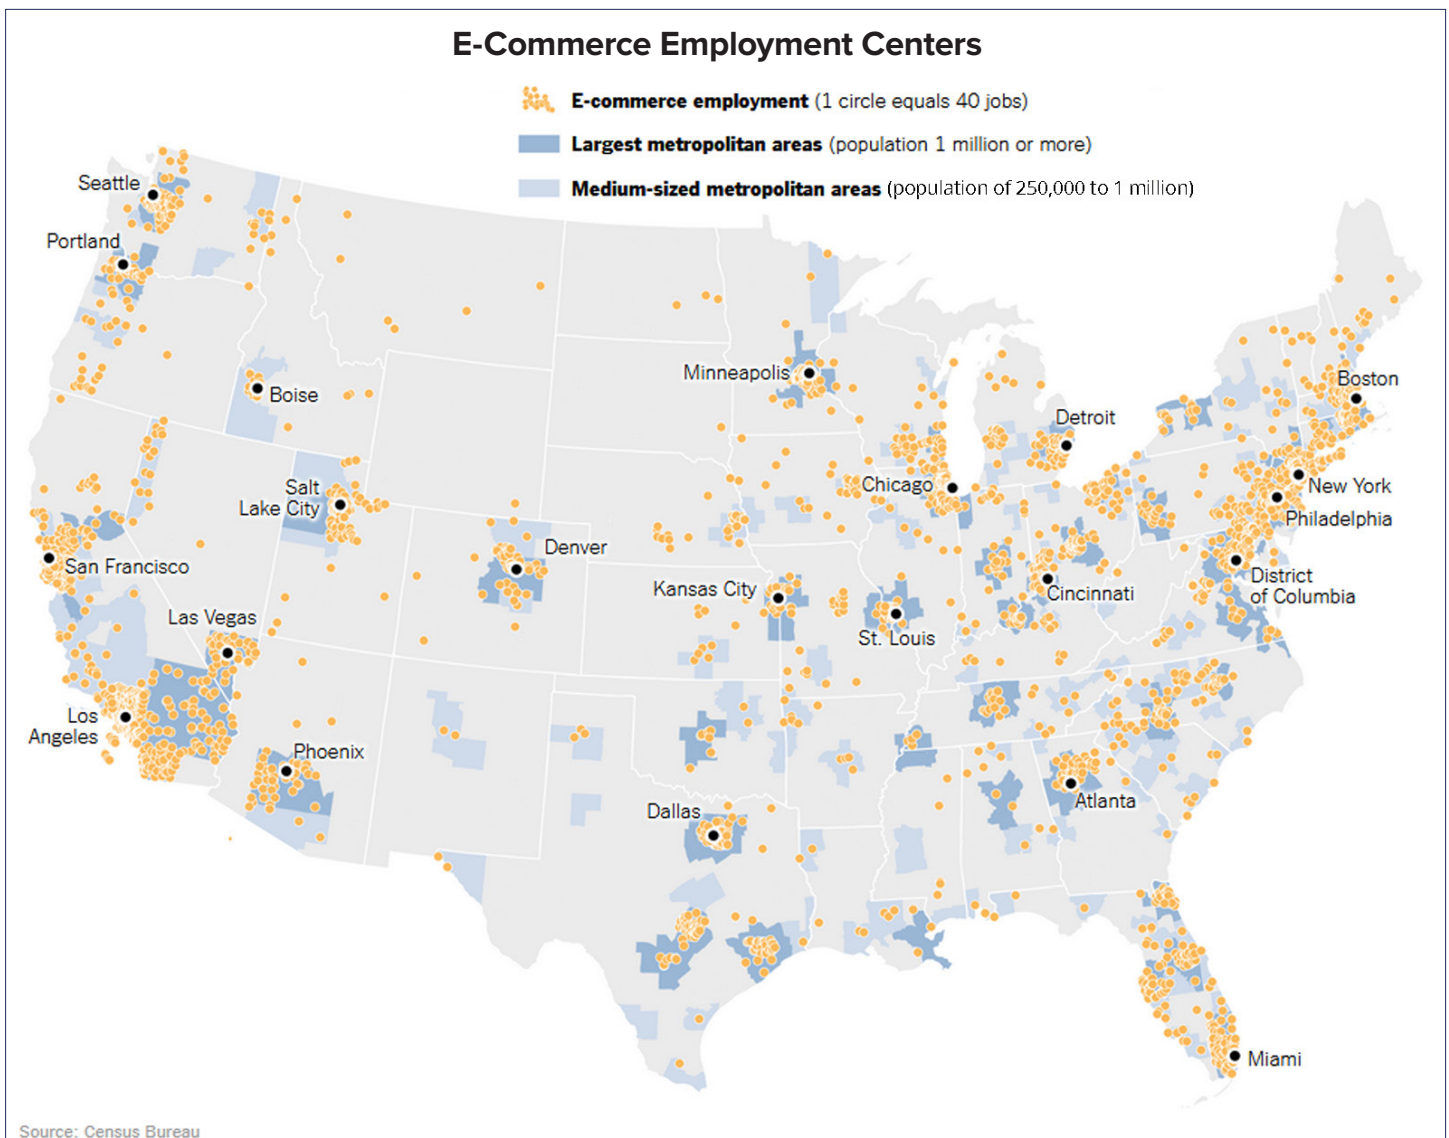 E-Commerce Employment Centers
E-commerce employment (1 circle equals 40 jobs)
Largest metropolitan areas (population 1 million or more)
Medium-sized metropolitan areas (population of 250,000 to 1 million)
Seattle
Portland
Boise
Minneapolis
Boston
Detroit
Salt
Lake City
Chicago
New York
Philadelphia
San Francisco
Denver
Kansas City
Cincinnati
District
of Columbia
Las Vegas
St. Louis
Los
Angeles
Phoenix
Dallas
Atlanta
Miami
Source: Census Bureau